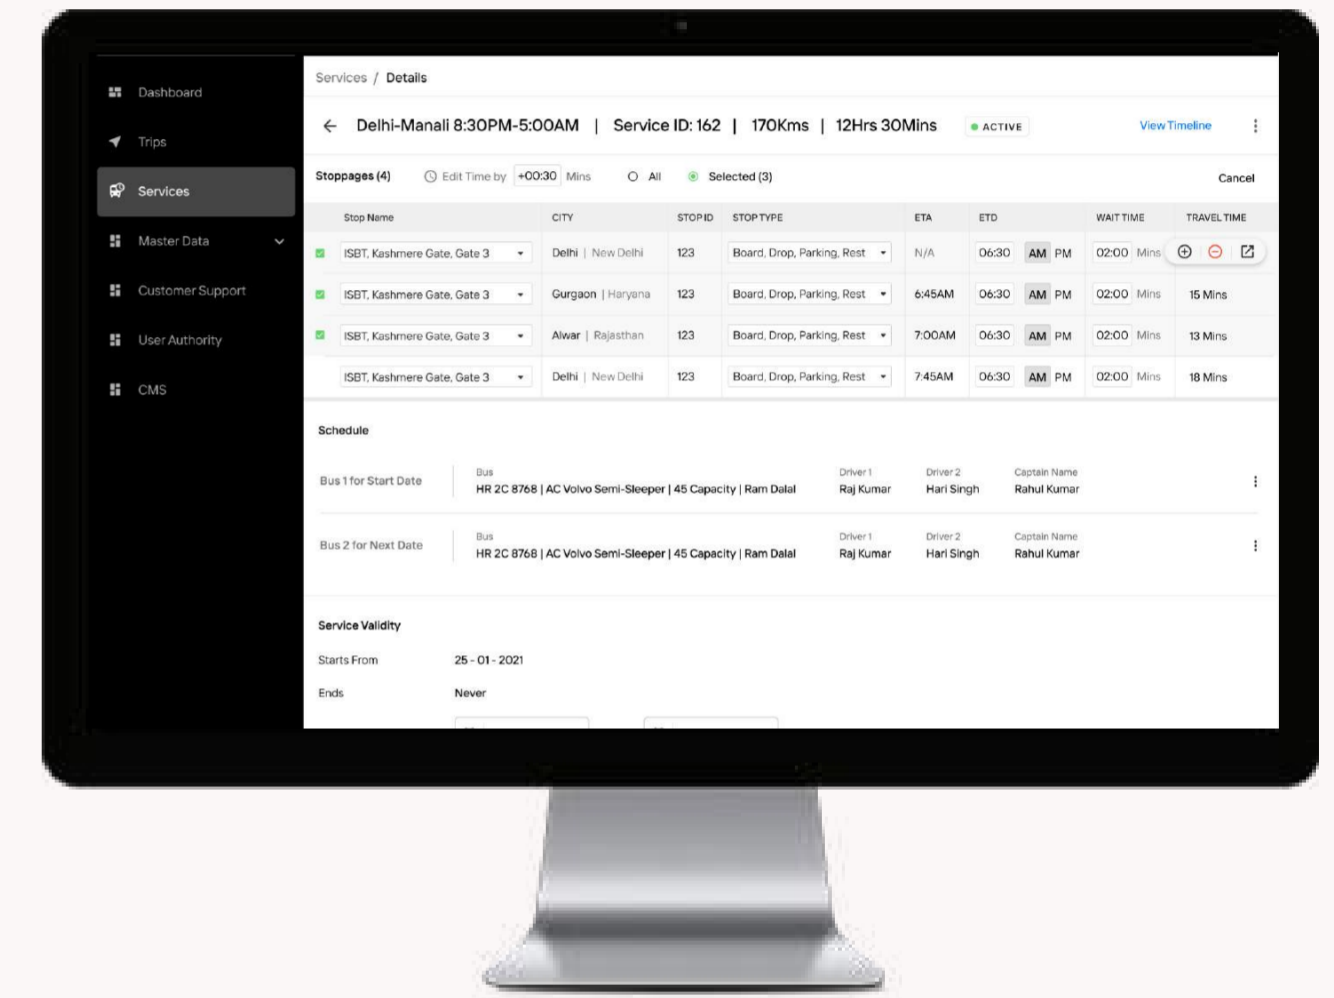 Dashboard
Trips
Services
Master Data
Customer Support
User Authority
CMS
Services / Details
Delhi-Manali 8:30PM-5:00AM | Service ID: 162 | 170Kms | 12Hrs 30Mins ACTIVE View Timeline
Stoppages (4) Edit Time by +00:30 Mins All Selected (3) Cancel
Stop Name CITY STOP ID STOP TYPE ETA ETD WAIT TIME TRAVEL TIME
ISBT, Kashmere Gate, Gate 3 Delhi | New Delhi 123 Board, Drop, Parking, Rest N/A 06:30 AM PM 02:00 Mins
ISBT, Kashmere Gate, Gate 3 Gurgaon | Haryana 123 Board, Drop, Parking, Rest 6:45AM 06:30 AM PM 02:00 Mins 15 Mins
ISBT, Kashmere Gate, Gate 3 Alwar | Rajasthan 123 Board, Drop, Parking, Rest 7:00AM 06:30 AM PM 02:00 Mins 13 Mins
ISBT, Kashmere Gate, Gate 3 Delhi | New Delhi 123 Board, Drop, Parking, Rest 7:45AM 06:30 AM PM 02:00 Mins 18 Mins
Schedule
Bus Driver 1 Driver 2 Captain Name
Bus 1 for Start Date HR 2C 8768 | AC Volvo Semi-Sleeper | 45 Capacity | Ram Dalal Raj Kumar Hari Singh Rahul Kumar
Bus Driver 1 Driver 2 Captain Name
Bus 2 for Next Date HR 2C 8768 | AC Volvo Semi-Sleeper | 45 Capacity | Ram Dalal Raj Kumar Hari Singh Rahul Kumar
Service Validity
Starts From 25 - 01 - 2021
Ends Never